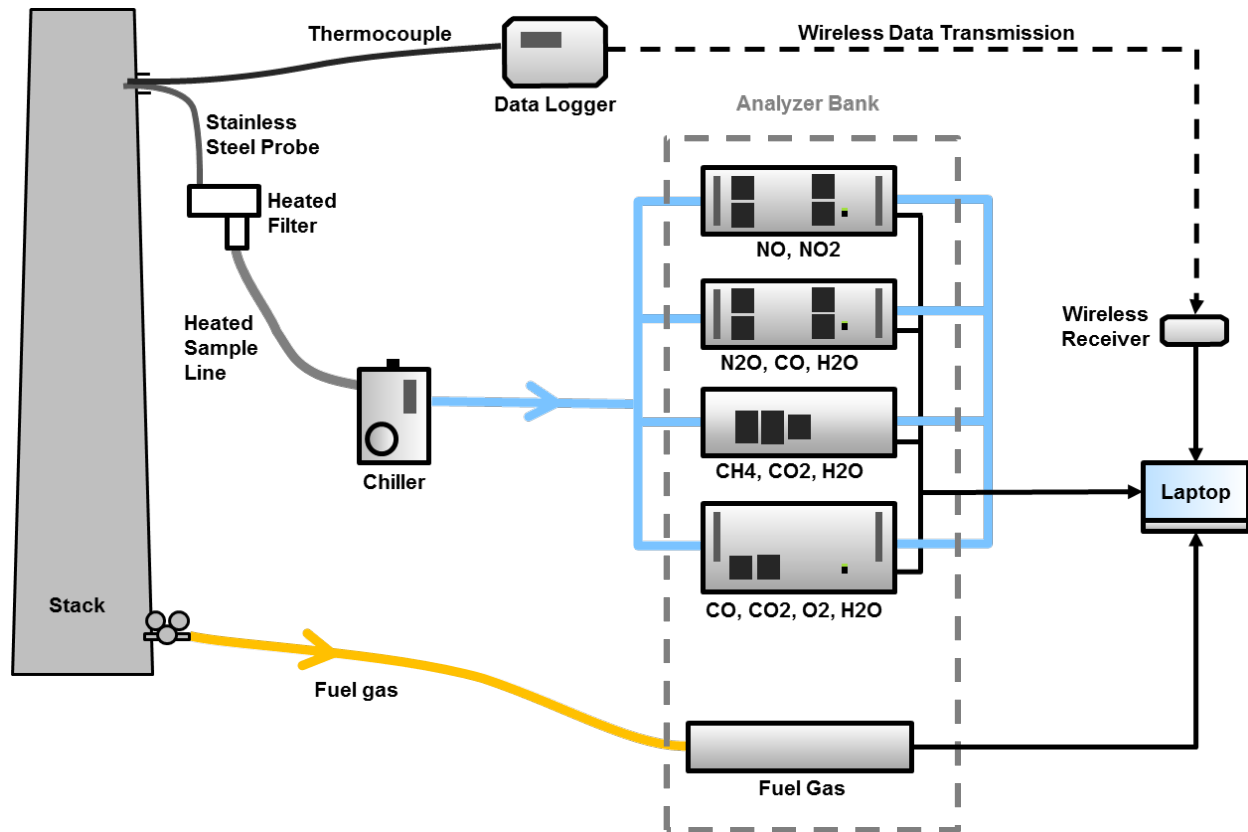 Thermocouple
Wireless Data Transmission
Data Logger
Analyzer Bank
Stainless
Steel Probe
Heated
Filter
NO, NO2
Heated
Sample
Line
Wireless
Receiver
N2O, CO, H2O
Chiller
CH4, CO2, H2O
Laptop
Stack
CO, CO2, O2, H2O
Fuel gas
Fuel Gas